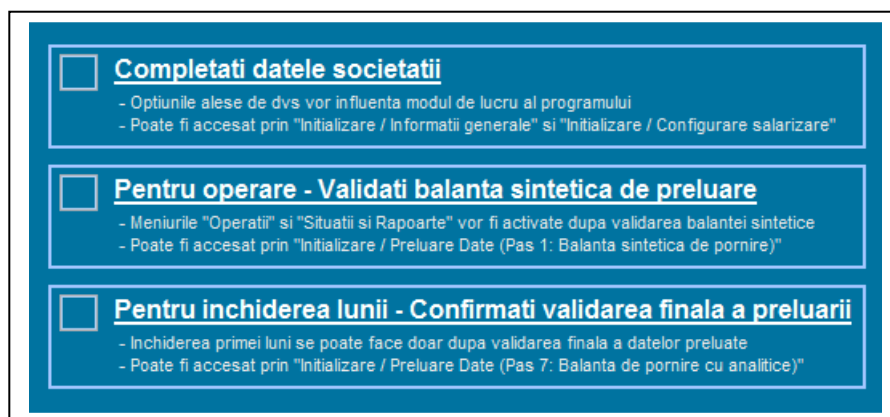 Completati datele societatii
- Optiunile alese de dvs vor influenta modul de lucru al programului
- Poate fi accesat prin "Initializare / Informatii generale" si "Initializare / Configurare salarizare"
Pentru operare - Validati balanta sintetica de preluare
- Meniurile "Operatii" si "Situatii si Rapoarte" vor fi activate dupa validarea balantei sintetice
- Poate fi accesat prin "Initializare / Preluare Date (Pas 1: Balanta sintetica de pornire)"
Pentru inchiderea lunii - Confirmati validarea finala a preluarii
- Inchiderea primei luni se poate face doar dupa validarea finala a datelor preluate
- Poate fi accesat prin "Initializare / Preluare Date (Pas 7: Balanta de pornire cu analitice)"